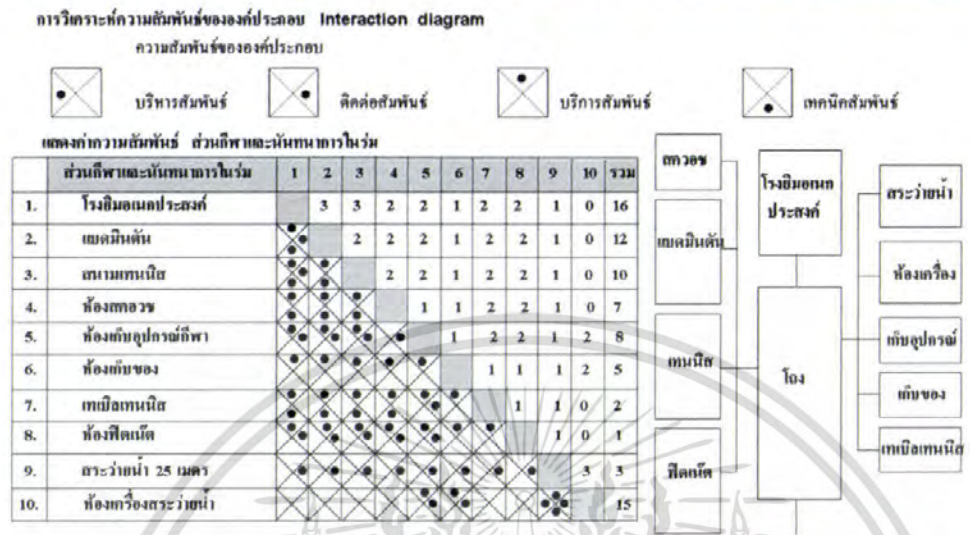 การวิเคราะห์ความสัมพันธ์ขององค์ประกอบ Interaction diagram
ความสัมพันธ์ขององค์ประกอบ
บริหารสัมพันธ์ ติดต่อสัมพันธ์ บริการสัมพันธ์ เทคนิคสัมพันธ์
แสดงค่าความสัมพันธ์ ส่วนกีฬาและนันทนาการในร่ม
ส่วนกีฬาและนันทนาการในร่ม 1 2 3 4 5 6 7 8 9 10 รวม
1. โรงยิมอเนกประสงค์ 3 3 2 2 1 2 2 1 0 16
2. แบดมินตัน 2 2 2 1 2 2 1 0 12
3. สนามเทนนิส 2 2 1 2 2 1 0 10
4. ห้องสควอช 1 1 2 2 1 0 7
5. ห้องเก็บอุปกรณ์กีฬา 1 2 2 1 2 8
6. ห้องเก็บของ 1 1 1 2 5
7. เทเบิลเทนนิส 1 1 0 2
8. ห้องฟิตเน๊ต 1 0 1
9. สระว่ายน้ำ 25 เมตร 3 3
10. ห้องเครื่องสระว่ายน้ำ 15
สควอช
แบดมินตัน
เทนนิส
ฟิตเน๊ต
โรงยิมอเนก
ประสงค์
โถง
สระว่ายน้ำ
ห้องเครื่อง
เก็บอุปกรณ์
เก็บของ
เทเบิลเทนนิส